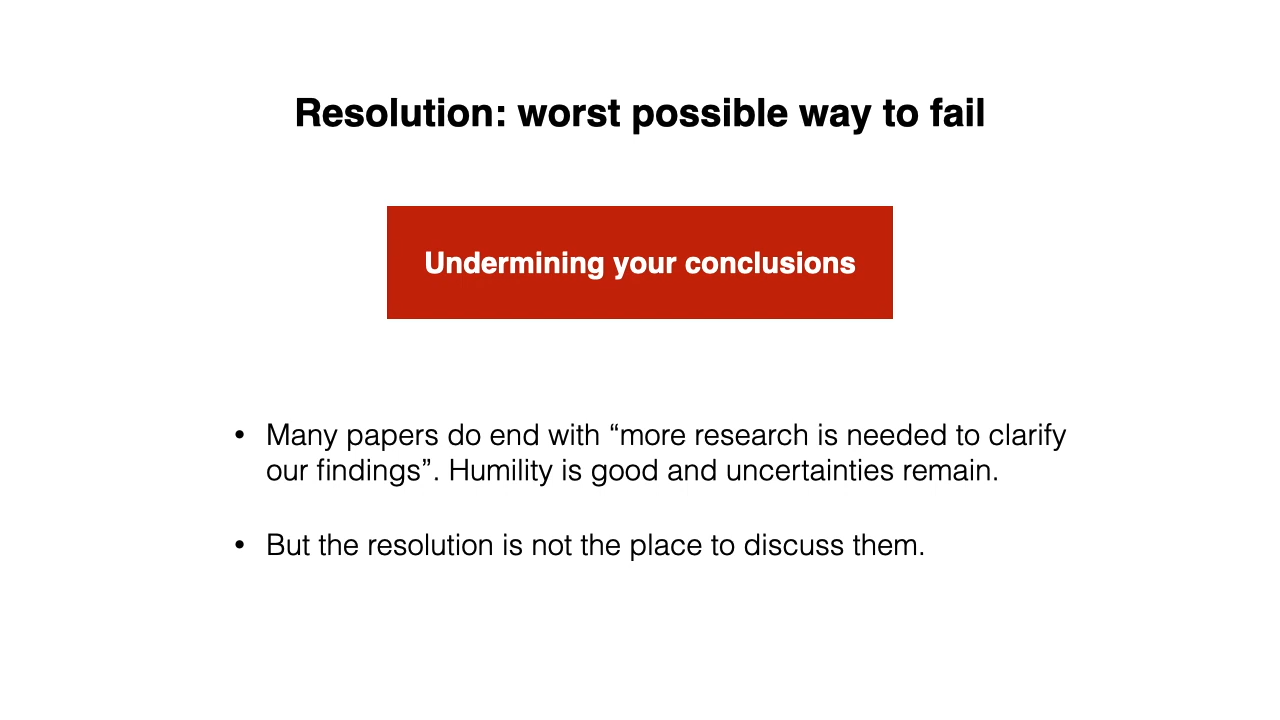 Resolution: worst possible way to fail
Undermining your conclusions
• Many papers do end with “more research is needed to clarify
our findings”. Humility is good and uncertainties remain.
• But the resolution is not the place to discuss them.